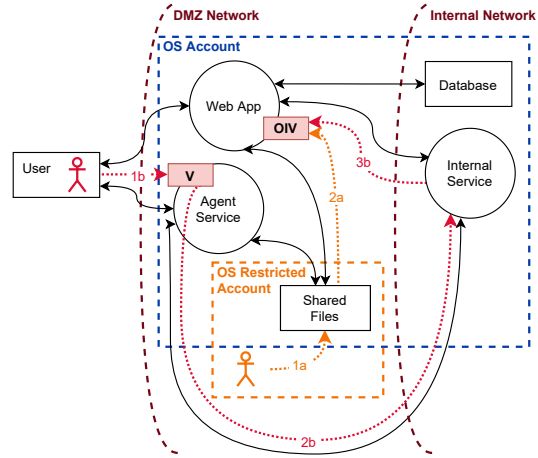 DMZ Network
Internal Network
OS Account
Web App
Database
OIV
User
1b
V
3b
Internal
Service
Agent
Service
2a
OS Restricted
Account
Shared
Files
1a
2b